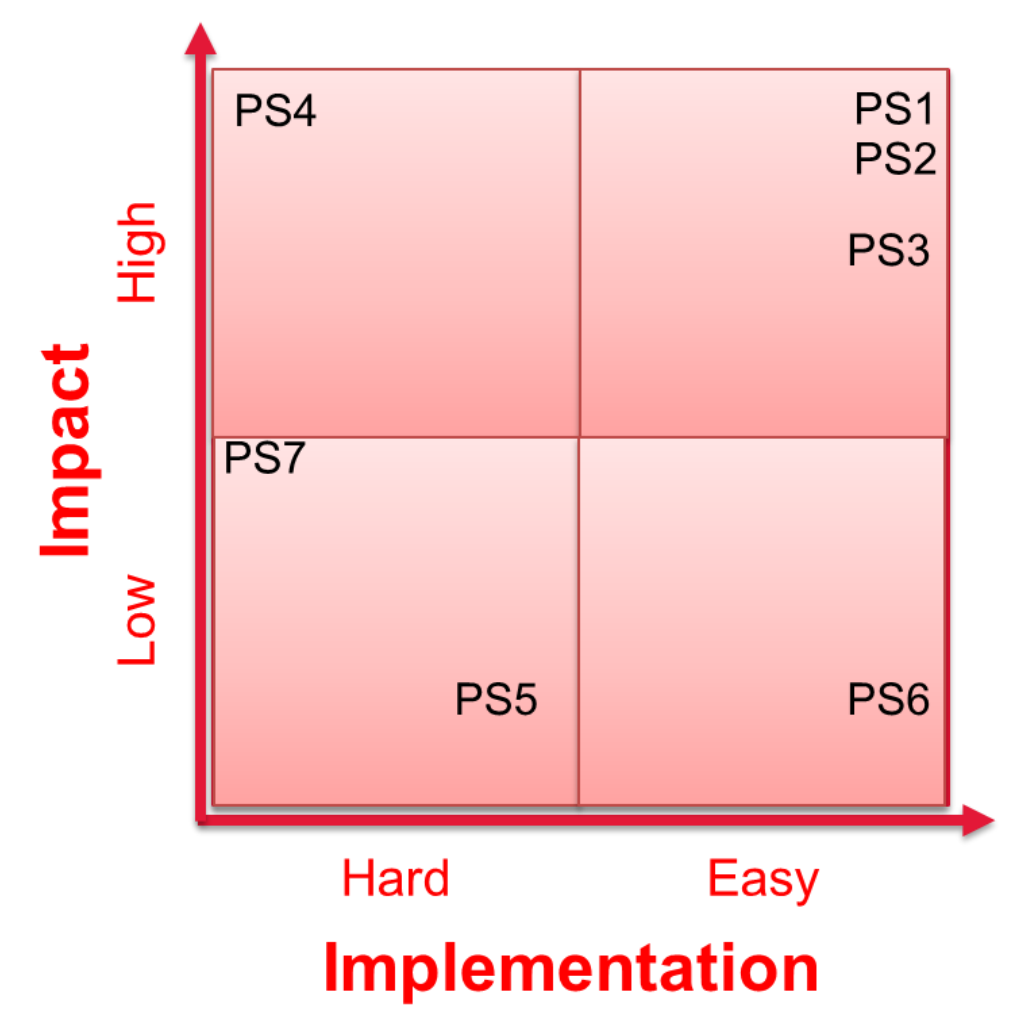 PS4
PS1
PS2
PS3
High
Impact
PS7
Low
PS5
PS6
Hard
Easy
Implementation